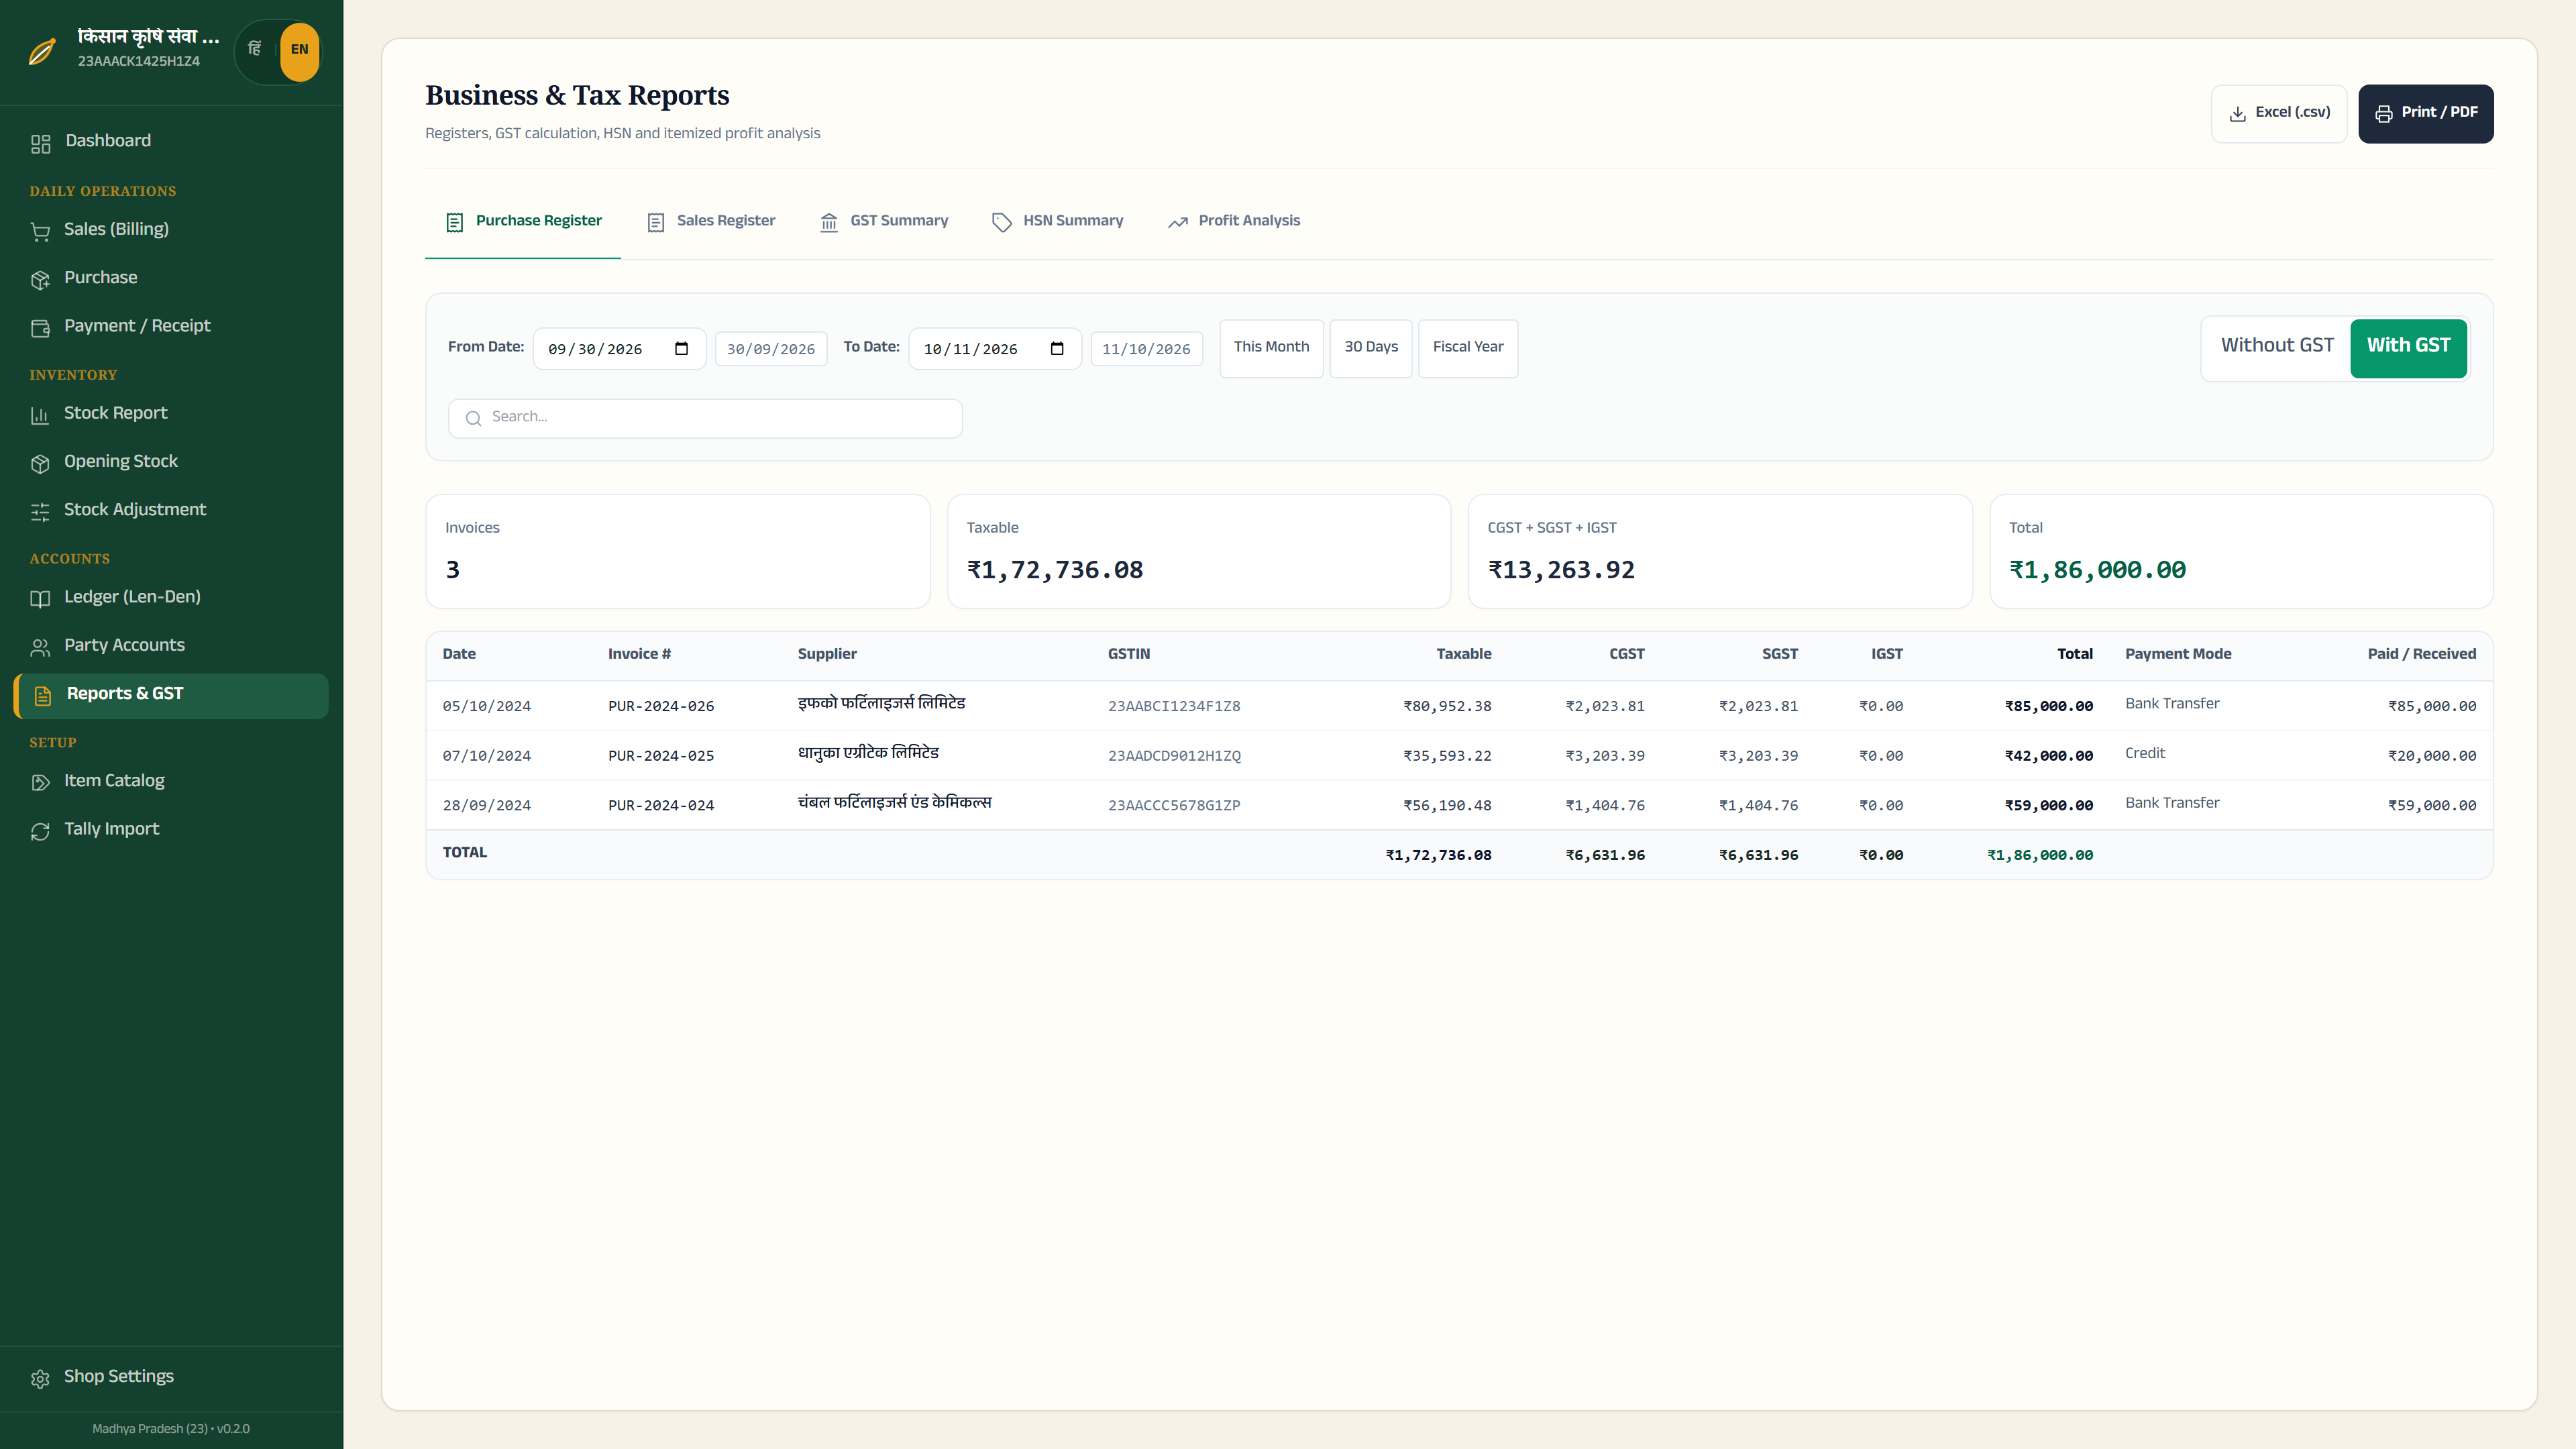 किसान कृषि सेवा ...
23AAACK1425H1Z4
हिं
EN
Dashboard
DAILY OPERATIONS
Sales (Billing)
Purchase
Payment / Receipt
INVENTORY
Stock Report
Opening Stock
Stock Adjustment
ACCOUNTS
Ledger (Len-Den)
Party Accounts
Reports & GST
SETUP
Item Catalog
Tally Import
Shop Settings
Madhya Pradesh (23) • v0.2.0
Business & Tax Reports
Registers, GST calculation, HSN and itemized profit analysis
Excel (.csv)
Print / PDF
Purchase Register
Sales Register
GST Summary
HSN Summary
Profit Analysis
From Date: 09/30/2026 30/09/2026 To Date: 10/11/2026 11/10/2026 This Month 30 Days Fiscal Year
Without GST With GST
Search...
Invoices
3
Taxable
₹1,72,736.08
CGST + SGST + IGST
₹13,263.92
Total
₹1,86,000.00
Date Invoice # Supplier GSTIN Taxable CGST SGST IGST Total Payment Mode Paid / Received
05/10/2024 PUR-2024-026 इफको फर्टिलाइजर्स लिमिटेड 23AABCI1234F1Z8 ₹80,952.38 ₹2,023.81 ₹2,023.81 ₹0.00 ₹85,000.00 Bank Transfer ₹85,000.00
07/10/2024 PUR-2024-025 धानुका एग्रीटेक लिमिटेड 23AADCD9012H1ZQ ₹35,593.22 ₹3,203.39 ₹3,203.39 ₹0.00 ₹42,000.00 Credit ₹20,000.00
28/09/2024 PUR-2024-024 चंबल फर्टिलाइजर्स एंड केमिकल्स 23AACCC5678G1ZP ₹56,190.48 ₹1,404.76 ₹1,404.76 ₹0.00 ₹59,000.00 Bank Transfer ₹59,000.00
TOTAL ₹1,72,736.08 ₹6,631.96 ₹6,631.96 ₹0.00 ₹1,86,000.00